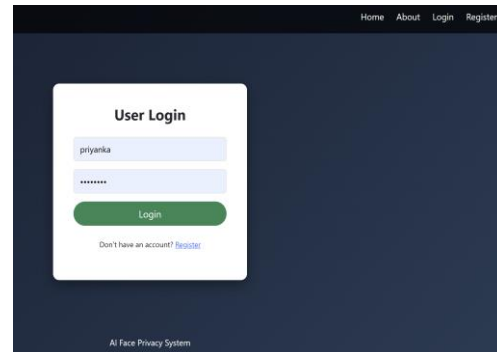 Home About Login Register
User Login
priyanka
••••••••
Login
Don't have an account? Register
AI Face Privacy System